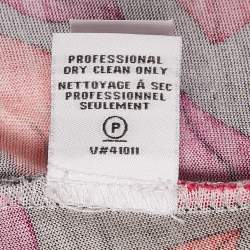 PROFESSIONAL
DRY CLEAN ONLY
NETTOYAGE À SEC
PROFESSIONNEL
SEULEMENT
P
V#41011